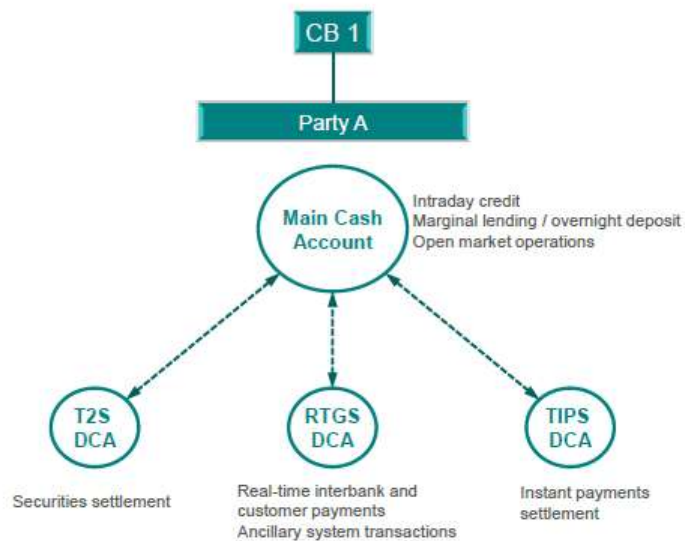 CB 1
Party A
Main Cash
Account
Intraday credit
Marginal lending / overnight deposit
Open market operations
T2S
DCA
RTGS
DCA
TIPS
DCA
Securities settlement
Real-time interbank and
customer payments
Ancillary system transactions
Instant payments
settlement